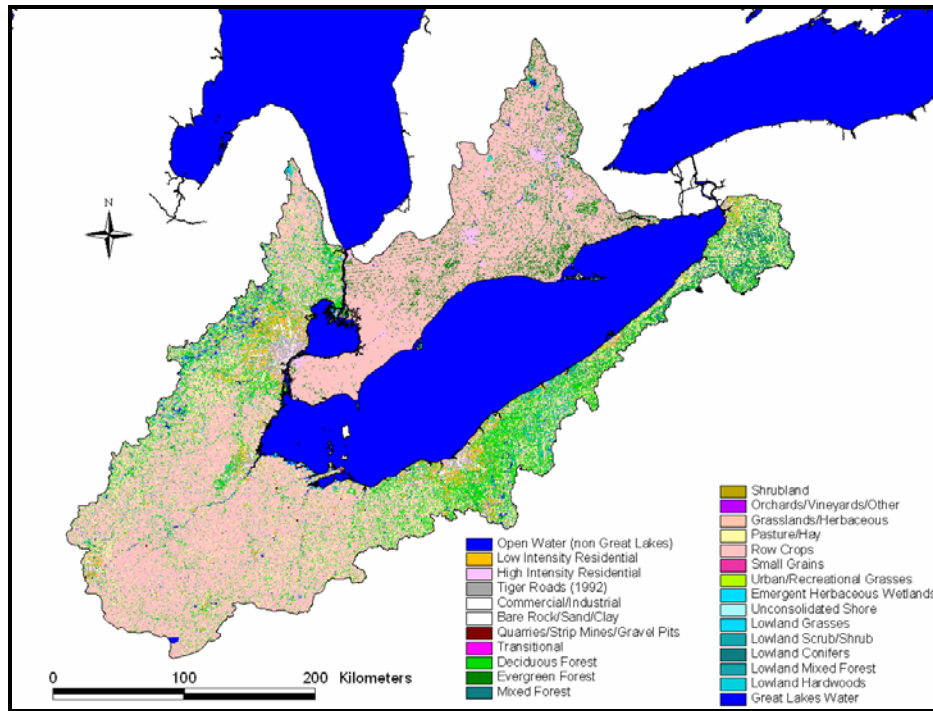 N
Open Water (non Great Lakes)
Low Intensity Residential
High Intensity Residential
Tiger Roads (1992)
Commercial/Industrial
Bare Rock/Sand/Clay
Quarries/Strip Mines/Gravel Pits
Transitional
Deciduous Forest
Evergreen Forest
Mixed Forest
Shrubland
Orchards/Vineyards/Other
Grasslands/Herbaceous
Pasture/Hay
Row Crops
Small Grains
Urban/Recreational Grasses
Emergent Herbaceous Wetlands
Unconsolidated Shore
Lowland Grasses
Lowland Scrub/Shrub
Lowland Conifers
Lowland Mixed Forest
Lowland Hardwoods
Great Lakes Water
0 100 200 Kilometers